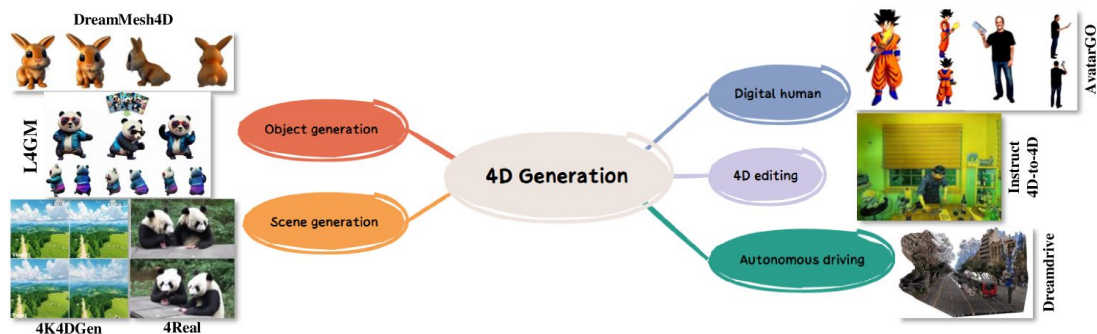 DreamMesh4D
L4GM
4K4DGen
4Real
Object generation
Scene generation
4D Generation
Digital human
4D editing
Autonomous driving
AvatarGO
Instruct
4D-to-4D
Dreamdrive